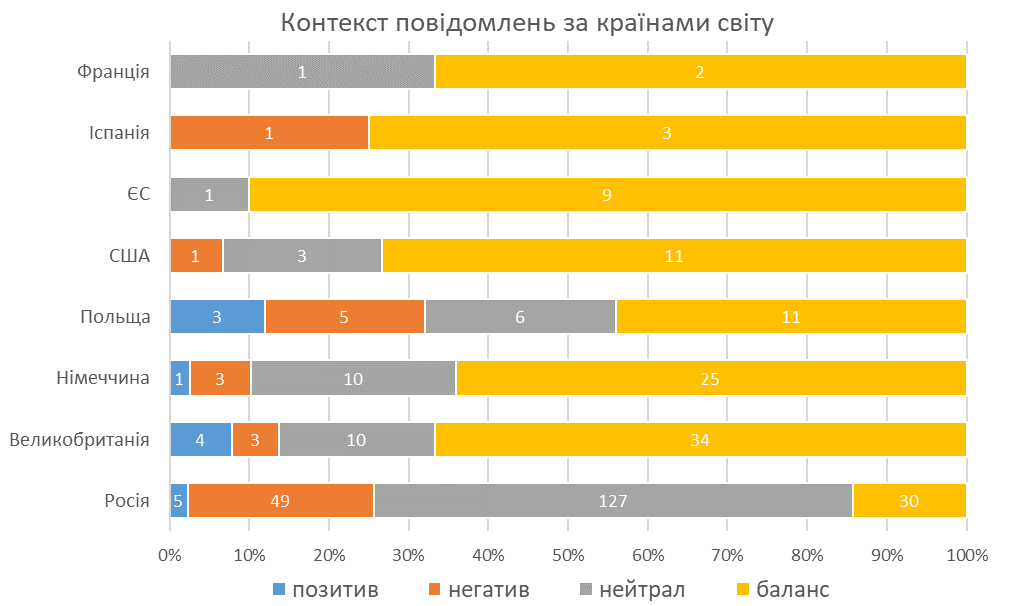 Контекст повідомлень за країнами світу
Франція 1 2
Іспанія 1 3
ЄС 1 9
США 1 3 11
Польща 3 5 6 11
Німеччина 1 3 10 25
Великобританія 4 3 10 34
Росія 5 49 127 30
0% 10% 20% 30% 40% 50% 60% 70% 80% 90% 100%
позитив негатив нейтрал баланс